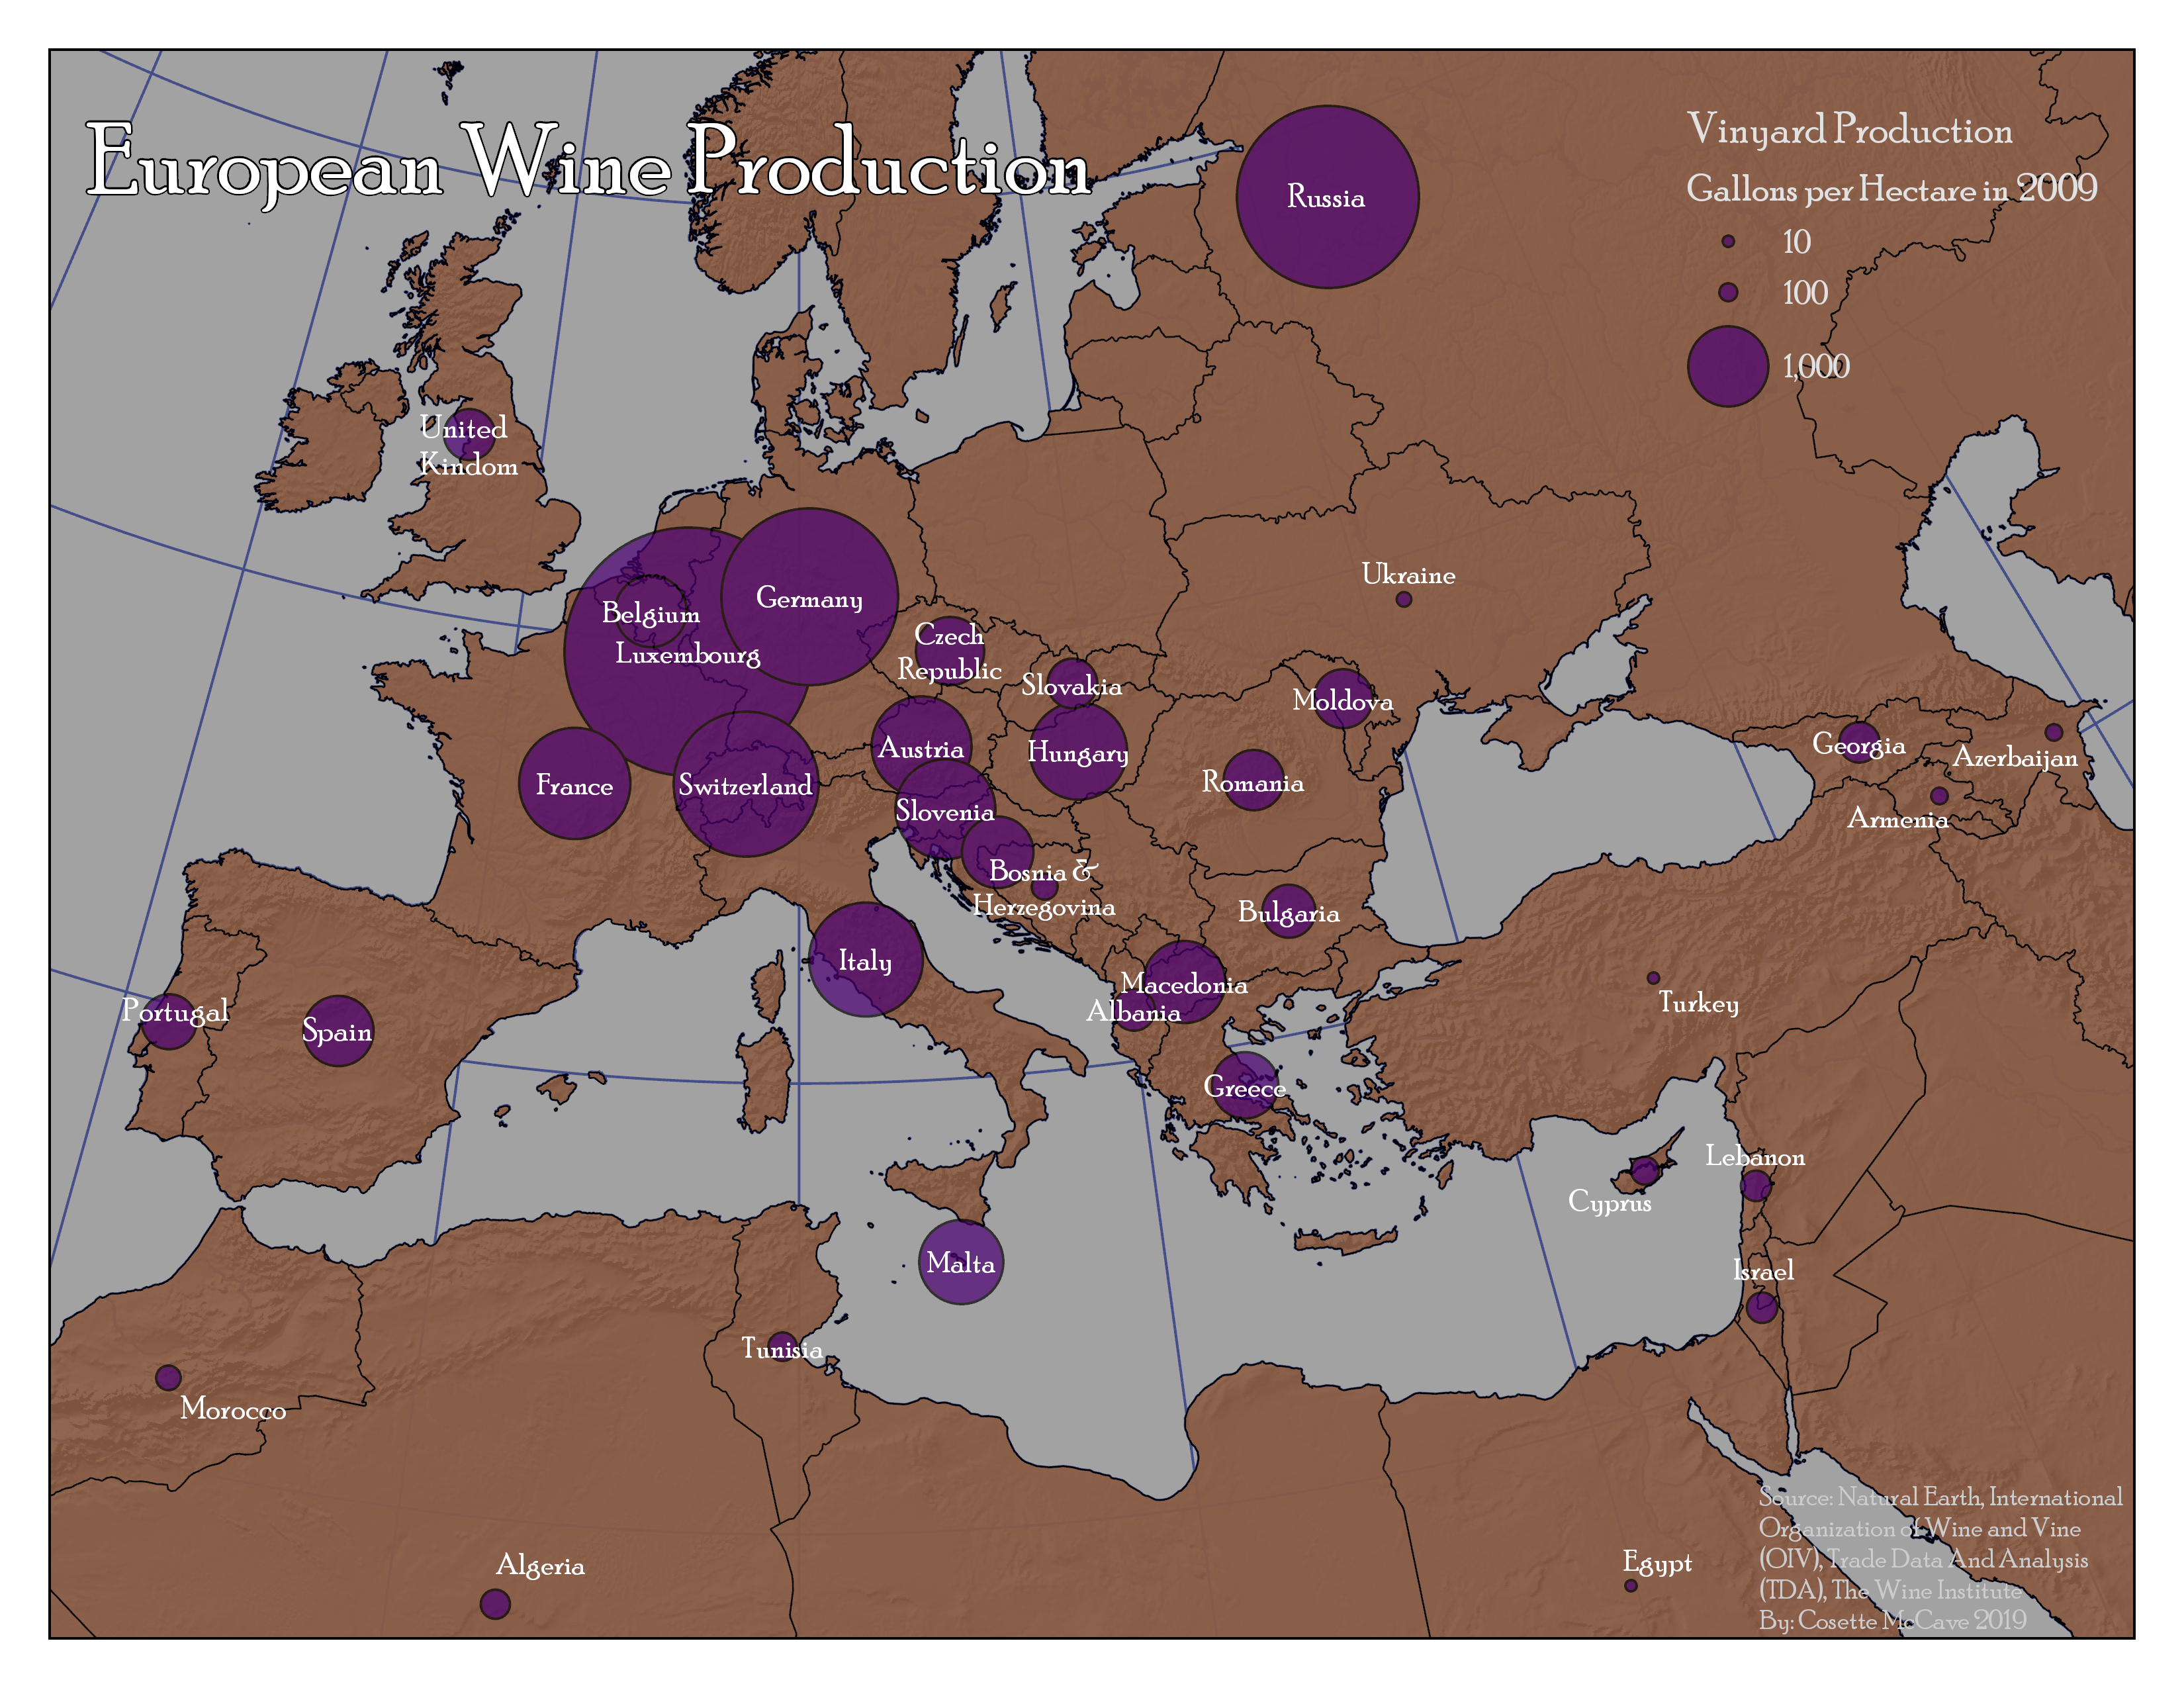 European Wine Production
Vinyard Production
Gallons per Hectare in 2009
10
100
1,000
Russia
United
Kindom
Belgium
Luxembourg
Germany
Ukraine
Czech
Republic
Slovakia
Moldova
Austria
Hungary
France
Switzerland
Slovenia
Romania
Georgia
Azerbaijan
Armenia
Bosnia &
Herzegovina
Bulgaria
Italy
Macedonia
Albania
Portugal
Spain
Turkey
Greece
Lebanon
Cyprus
Malta
Israel
Tunisia
Morocco
Algeria
Egypt
Source: Natural Earth, International
Organization of Wine and Vine
(OIV), Trade Data And Analysis
(TDA), The Wine Institute
By: Cosette McCave 2019